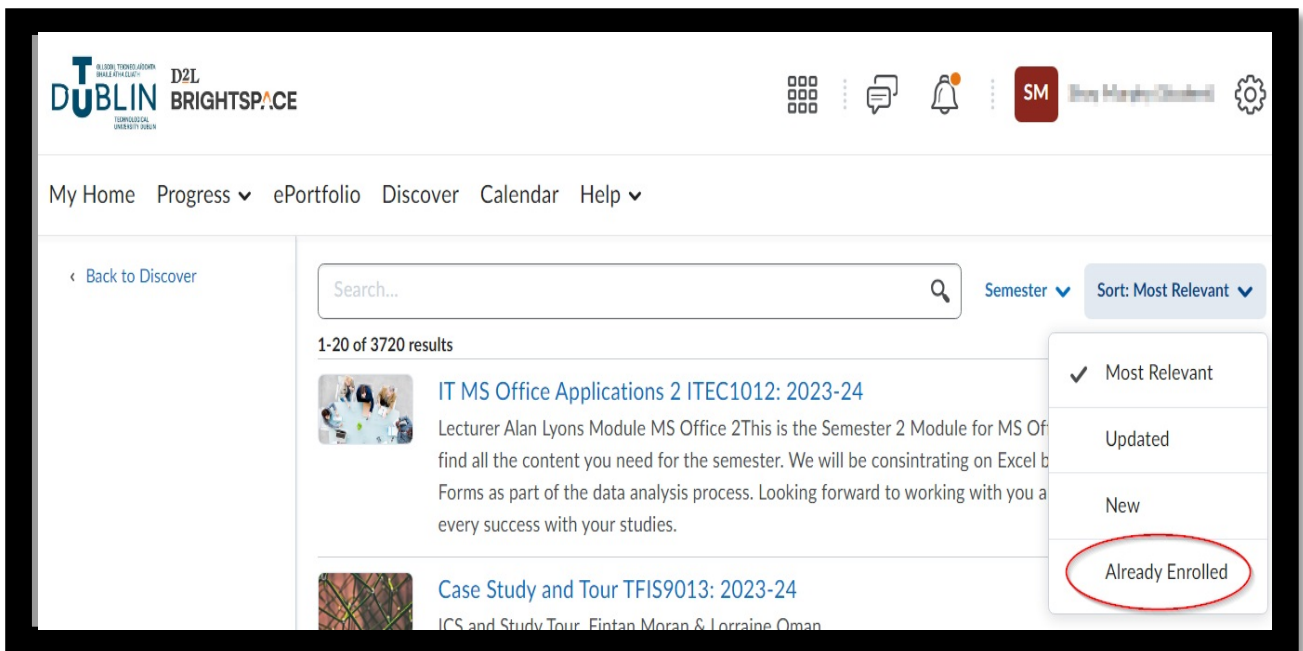 D2L
DUBLIN BRIGHTSPACE
TECHNOLOGICAL
UNIVERSITY DUBLIN
SM
My Home Progress ePortfolio Discover Calendar Help
Back to Discover
Search...
Semester
Sort: Most Relevant
1-20 of 3720 results
Most Relevant
IT MS Office Applications 2 ITEC1012: 2023-24
Lecturer Alan Lyons Module MS Office 2This is the Semester 2 Module for MS Of
Updated
find all the content you need for the semester. We will be consintrating on Excel b
Forms as part of the data analysis process. Looking forward to working with you a
New
every success with your studies.
Already Enrolled
Case Study and Tour TFIS9013: 2023-24
ICS and Study Tour Fintan Moran & Lorraine Oman